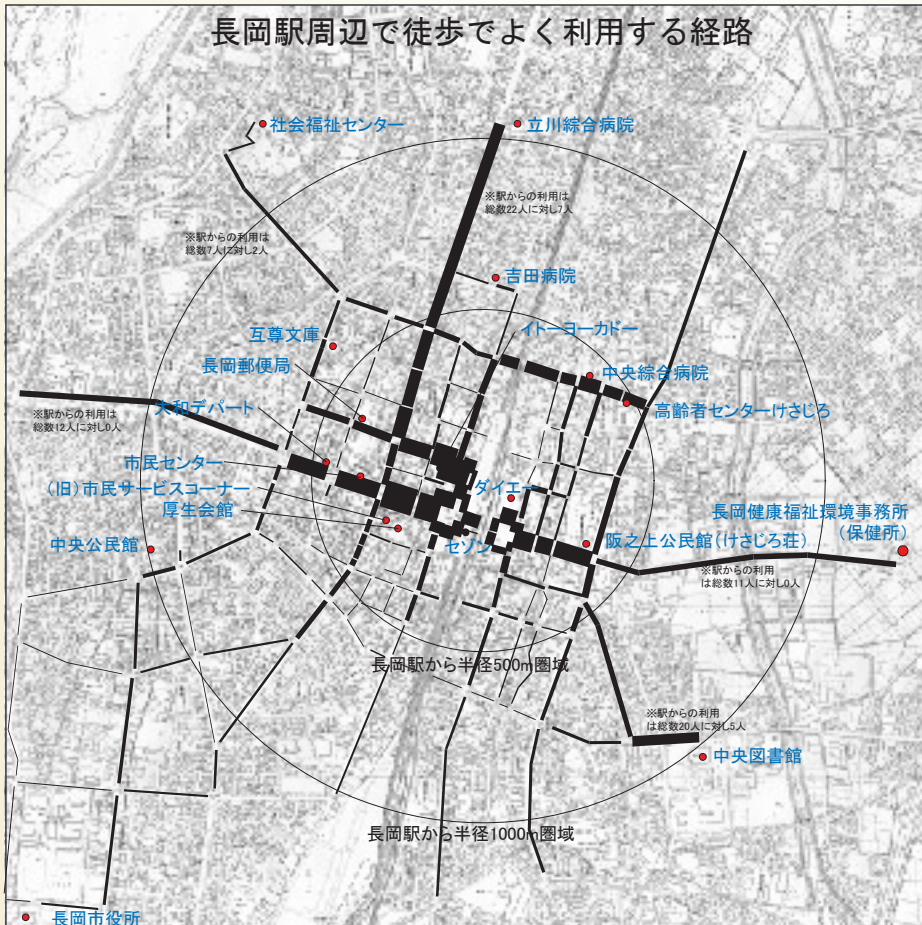 長岡駅周辺で徒歩でよく利用する経路
社会福祉センター
立川綜合病院
※駅からの利用は
総数22人に対し7人
※駅からの利用は
総数7人に対し2人
吉田病院
イトーヨーカドー
互尊文庫
長岡郵便局
中央綜合病院
※駅からの利用は
総数12人に対し0人
大和デパート
高齢者センターけさじろ
市民センター
(旧)市民サービスコーナー
ダイエー
厚生会館
長岡健康福祉環境事務所
(保健所)
中央公民館
セゾン
阪之上公民館(けさじろ荘)
※駅からの利用
は総数11人に対し0人
長岡駅から半径500m圏域
※駅からの利用
は総数20人に対し5人
中央図書館
長岡駅から半径1000m圏域
長岡市役所